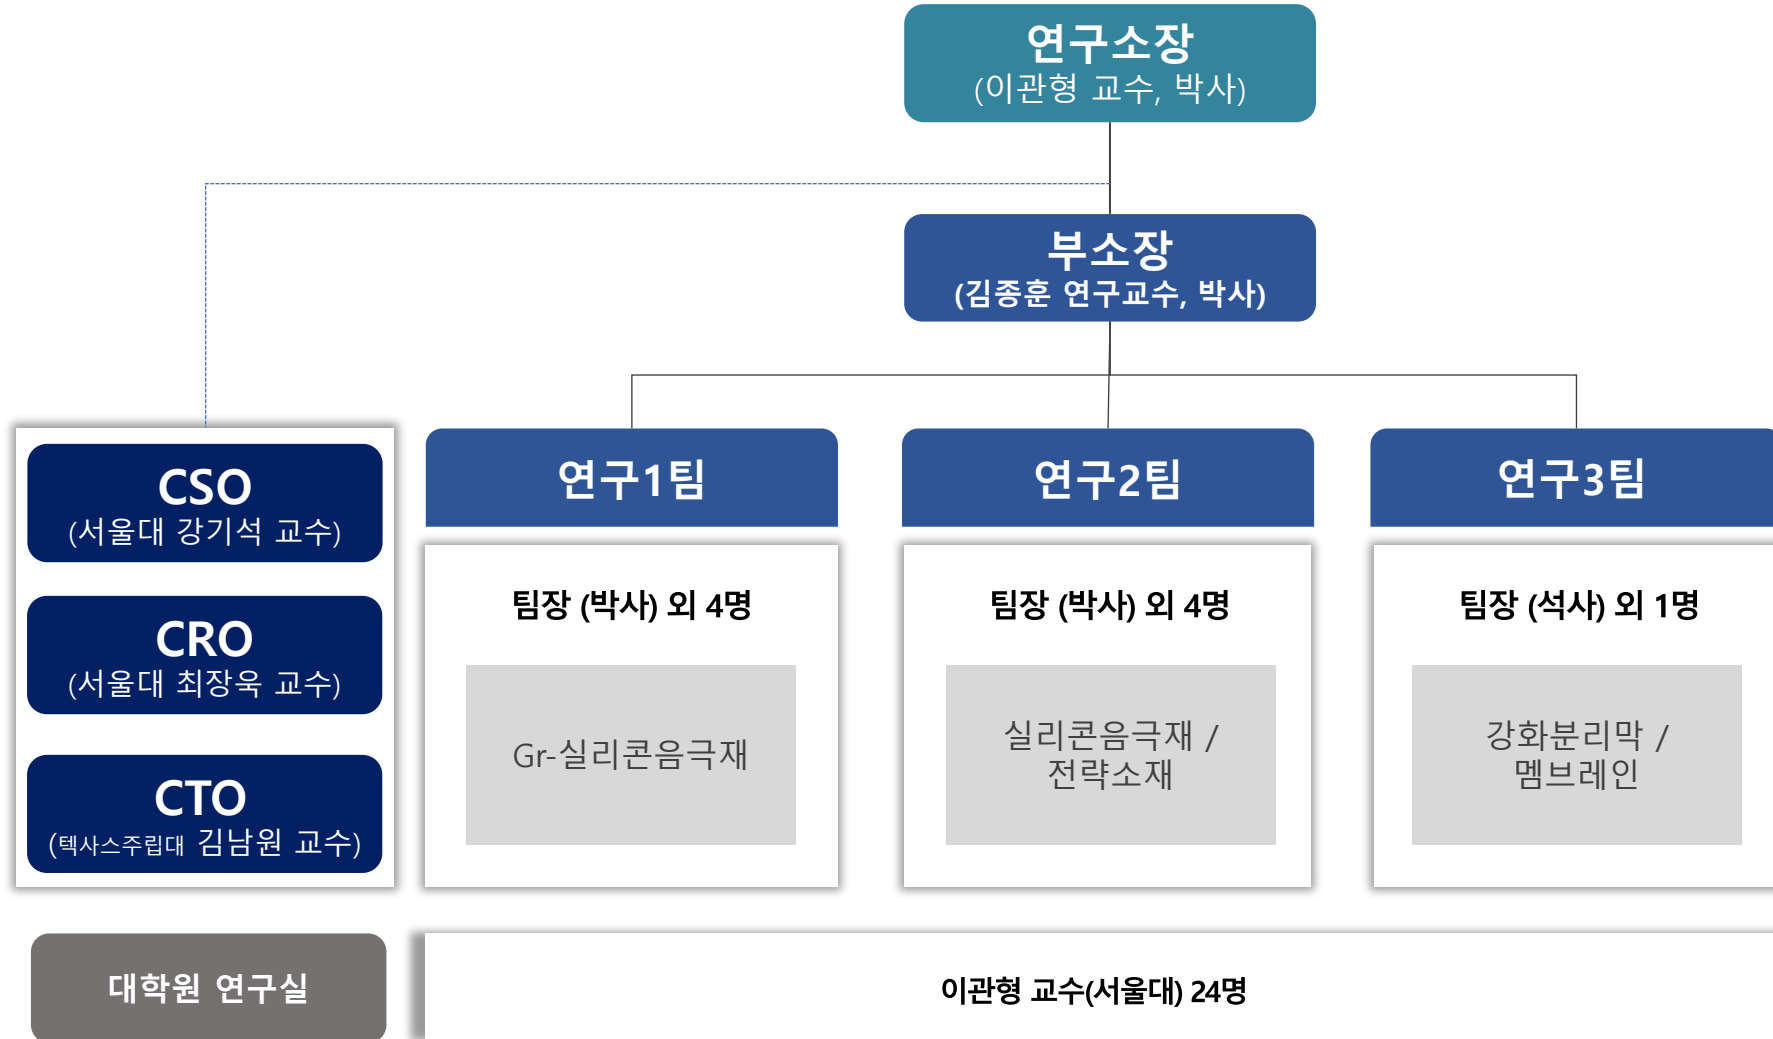 연구소장
(이관형 교수, 박사)
부소장
(김종훈 연구교수, 박사)
CSO
(서울대 강기석 교수)
CRO
(서울대 최장욱 교수)
CTO
(텍사스주립대 김남원 교수)
연구1팀
팀장 (박사) 외 4명
Gr-실리콘음극재
연구2팀
팀장 (박사) 외 4명
실리콘음극재 /
전략소재
연구3팀
팀장 (석사) 외 1명
강화분리막 /
멤브레인
대학원 연구실
이관형 교수(서울대) 24명